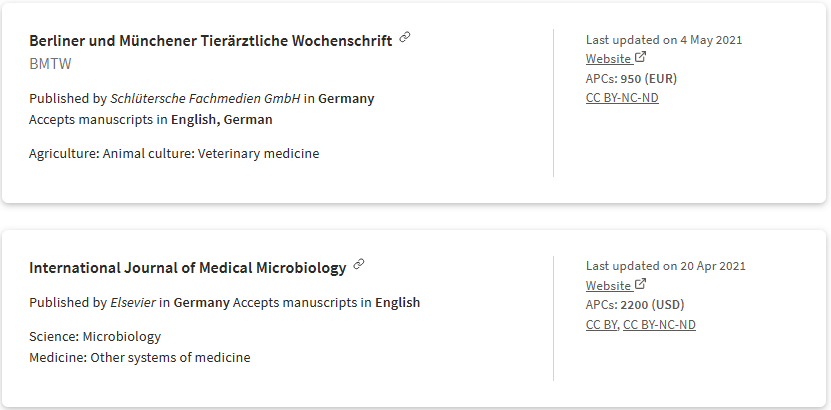 Berliner und Münchener Tierärztliche Wochenschrift
BMTW
Published by Schlütersche Fachmedien GmbH in Germany
Accepts manuscripts in English, German
Agriculture: Animal culture: Veterinary medicine
Last updated on 4 May 2021
Website
APCs: 950 (EUR)
CC BY-NC-ND
International Journal of Medical Microbiology
Published by Elsevier in Germany Accepts manuscripts in English
Science: Microbiology
Medicine: Other systems of medicine
Last updated on 20 Apr 2021
Website
APCs: 2200 (USD)
CC BY, CC BY-NC-ND